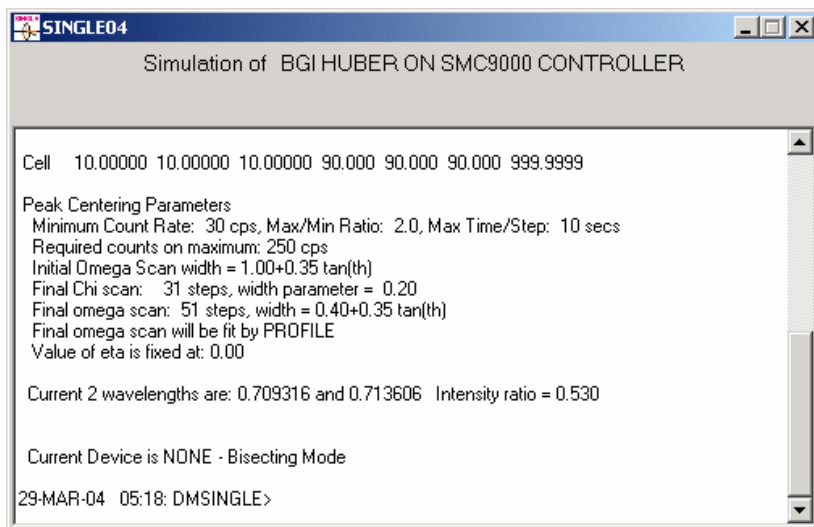 SINGLE04
Simulation of BGI HUBER ON SMC9000 CONTROLLER
Cell 10.00000 10.00000 10.00000 90.000 90.000 90.000 999.9999
Peak Centering Parameters
Minimum Count Rate: 30 cps, Max/Min Ratio: 2.0, Max Time/Step: 10 secs
Required counts on maximum: 250 cps
Initial Omega Scan width = 1.00+0.35 tan(th)
Final Chi scan: 31 steps, width parameter = 0.20
Final omega scan: 51 steps, width = 0.40+0.35 tan(th)
Final omega scan will be fit by PROFILE
Value of eta is fixed at: 0.00
Current 2 wavelengths are: 0.709316 and 0.713606 Intensity ratio = 0.530
Current Device is NONE - Bisecting Mode
29-MAR-04 05:18: DMSINGLE>